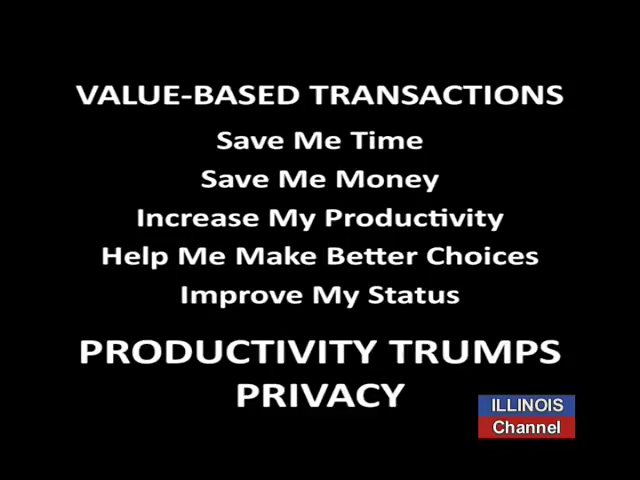 VALUE-BASED TRANSACTIONS
Save Me Time
Save Me Money
Increase My Productivity
Help Me Make Better Choices
Improve My Status
PRODUCTIVITY TRUMPS
PRIVACY
ILLINOIS
Channel